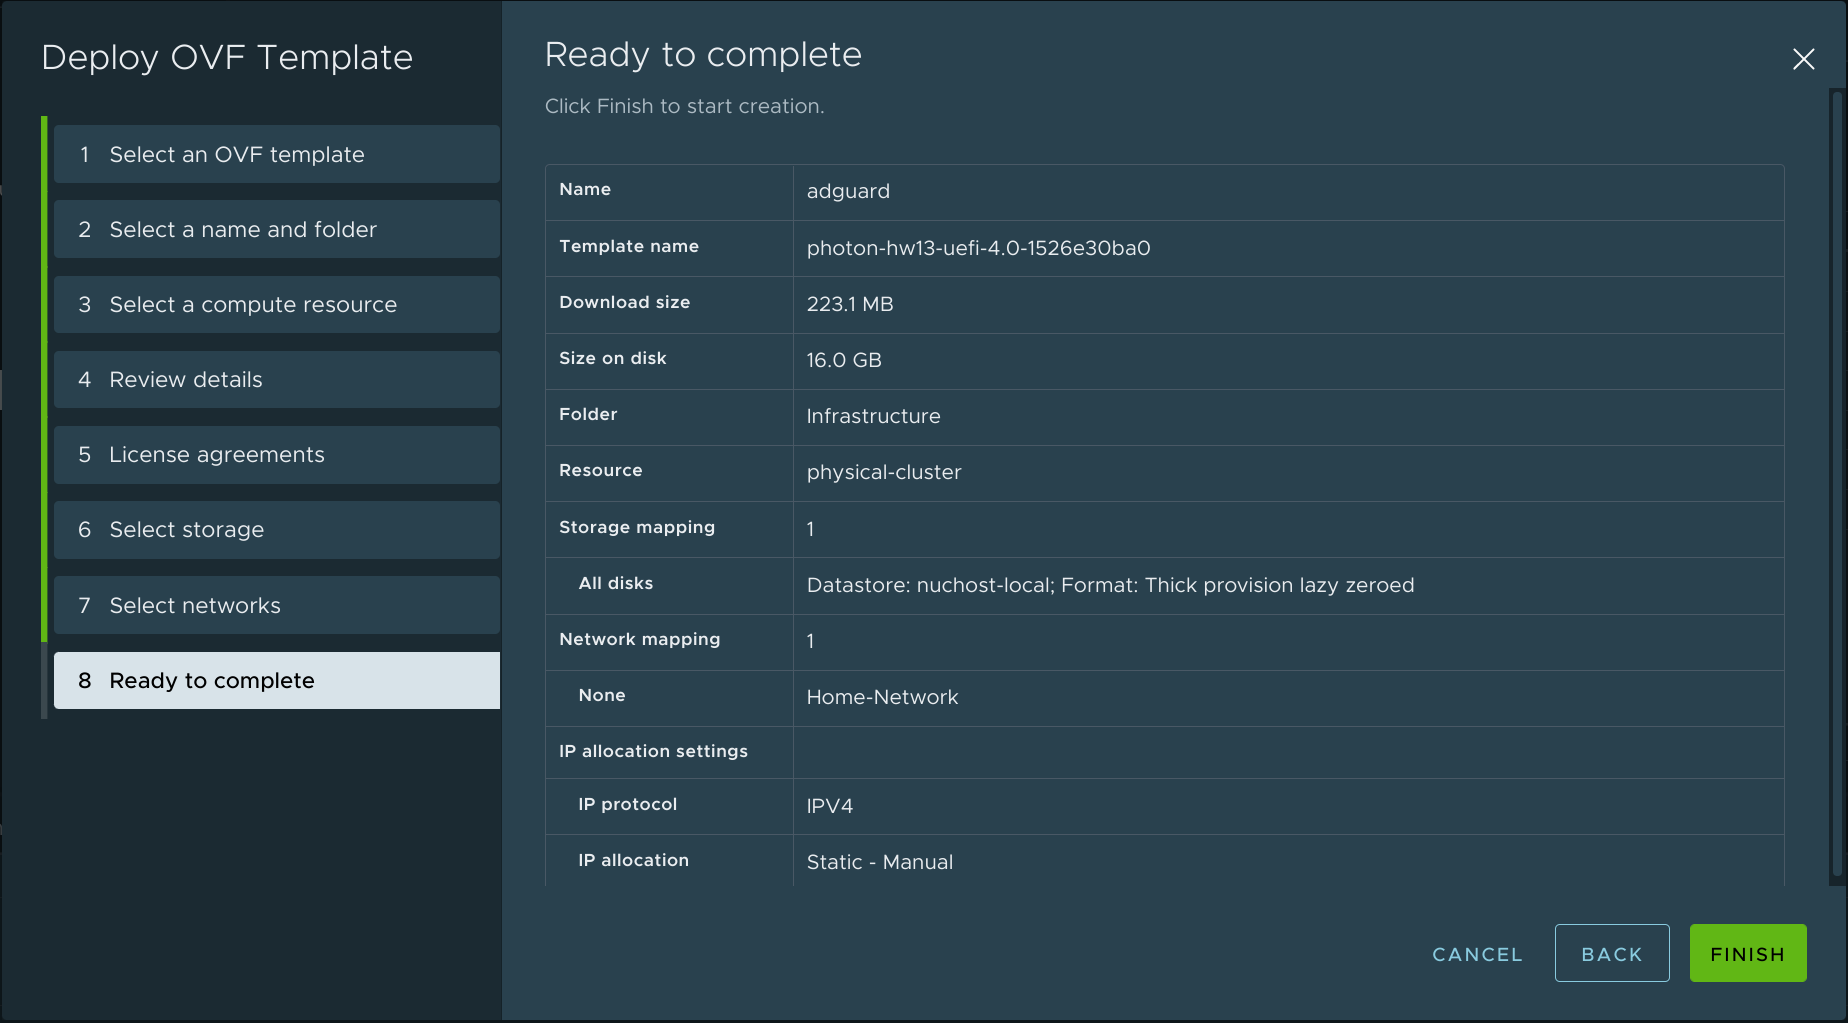 Deploy OVF Template
1 Select an OVF template
2 Select a name and folder
3 Select a compute resource
4 Review details
5 License agreements
6 Select storage
7 Select networks
8 Ready to complete
Ready to complete
Click Finish to start creation.
Name adguard
Template name photon-hw13-uefi-4.0-1526e30ba0
Download size 223.1 MB
Size on disk 16.0 GB
Folder Infrastructure
Resource physical-cluster
Storage mapping 1
All disks Datastore: nuchost-local; Format: Thick provision lazy zeroed
Network mapping 1
None Home-Network
IP allocation settings
IP protocol IPV4
IP allocation Static - Manual
CANCEL BACK FINISH